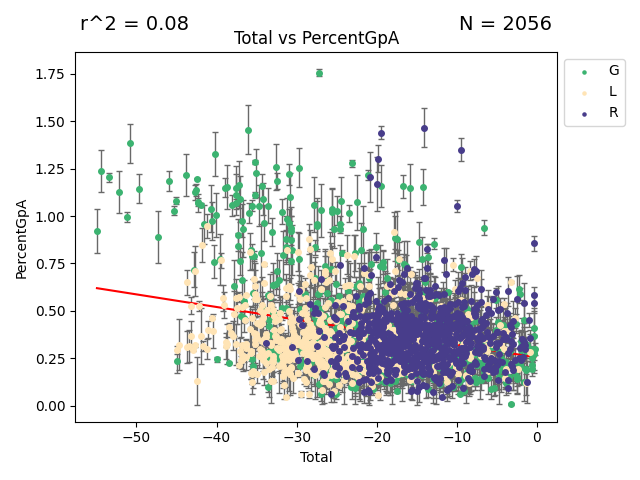 r^2 = 0.08
N = 2056
Total vs PercentGpA
1.75
1.50
1.25
1.00
0.75
0.50
0.25
0.00
PercentGpA
−50
−40
−30
−20
−10
0
Total
G
L
R